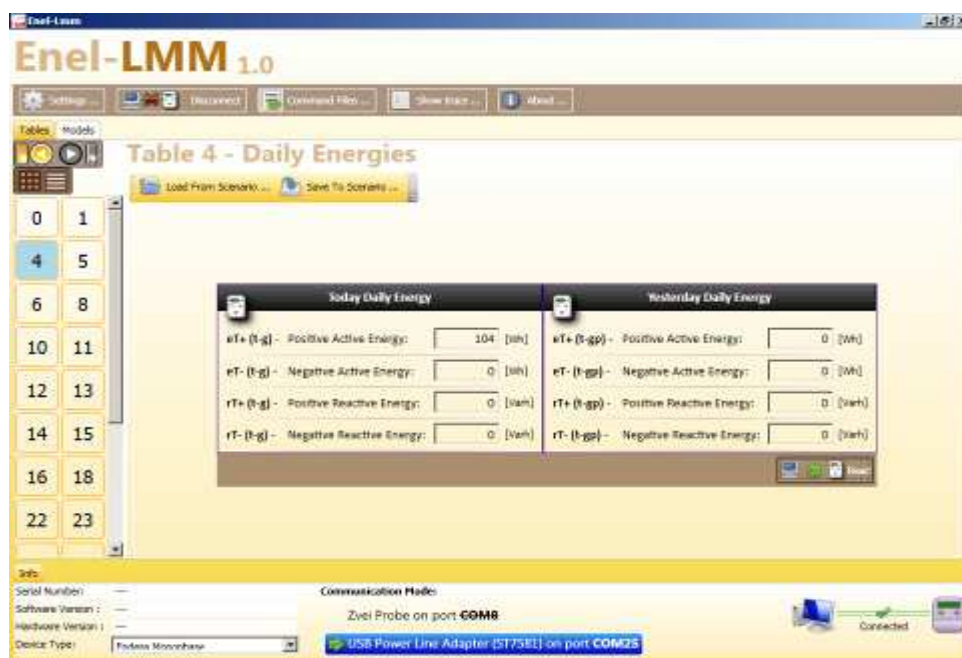 Enel-Lmm
Enel-LMM 1.0
Settings ... Disconnect Command Files ... Show trace ... About ...
Tables Models
Table 4 - Daily Energies
Load From Scenario ... Save To Scenario ...
0 1
4 5
6 8
10 11
12 13
14 15
16 18
22 23
Today Daily Energy Yesterday Daily Energy
eT+ (t-g) - Positive Active Energy: 104 [Wh] eT+ (t-gp) - Positive Active Energy: 0 [Wh]
eT- (t-g) - Negative Active Energy: 0 [Wh] eT- (t-gp) - Negative Active Energy: 0 [Wh]
rT+ (t-g) - Positive Reactive Energy: 0 [Varh] rT+ (t-gp) - Positive Reactive Energy: 0 [Varh]
rT- (t-g) - Negative Reactive Energy: 0 [Varh] rT- (t-gp) - Negative Reactive Energy: 0 [Varh]
Read
Info
Serial Number: ---
Software Version : ---
Hardware Version : ---
Device Type:
Communication Mode:
Zvei Probe on port COM8
USB Power Line Adapter (ST7581) on port COM25
Connected